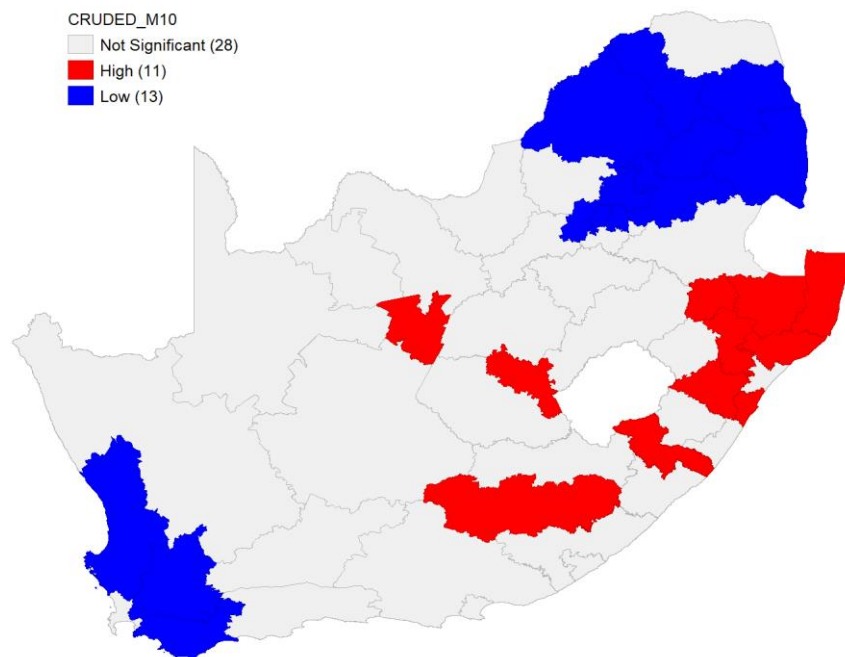 CRUDED_M10
Not Significant (28)
High (11)
Low (13)